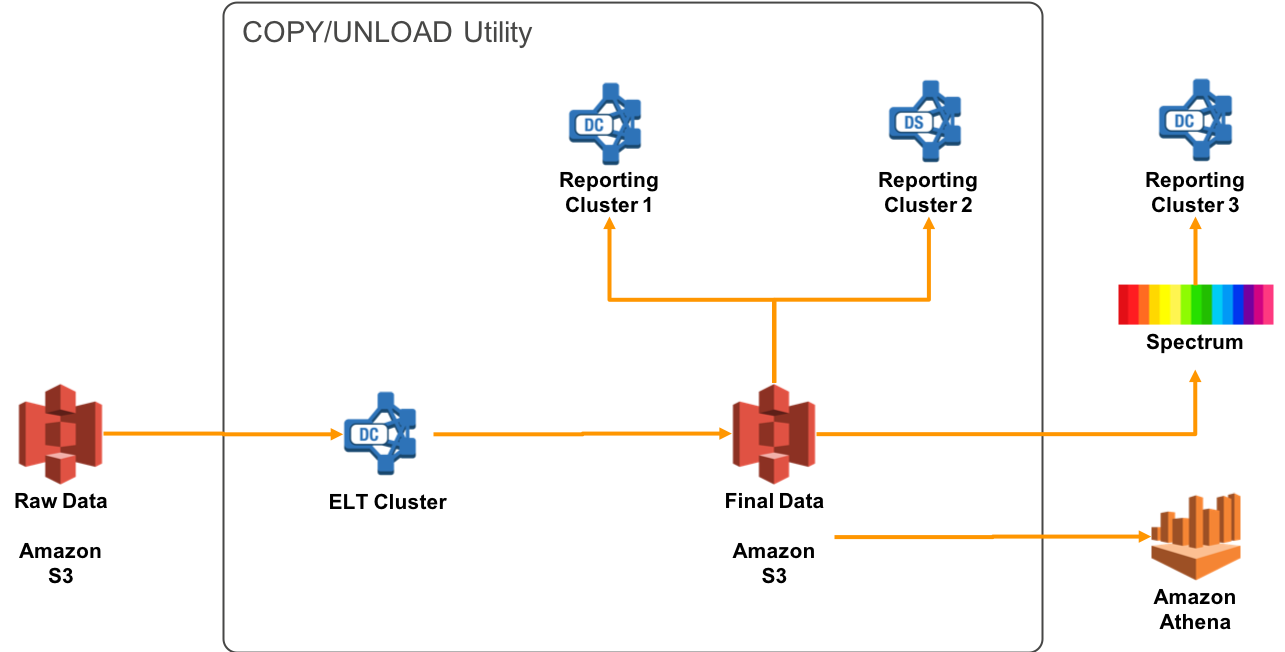 COPY/UNLOAD Utility
DC
Reporting
Cluster 1
DS
Reporting
Cluster 2
DC
Reporting
Cluster 3
Spectrum
Raw Data
Amazon
S3
DC
ELT Cluster
Final Data
Amazon
S3
Amazon
Athena